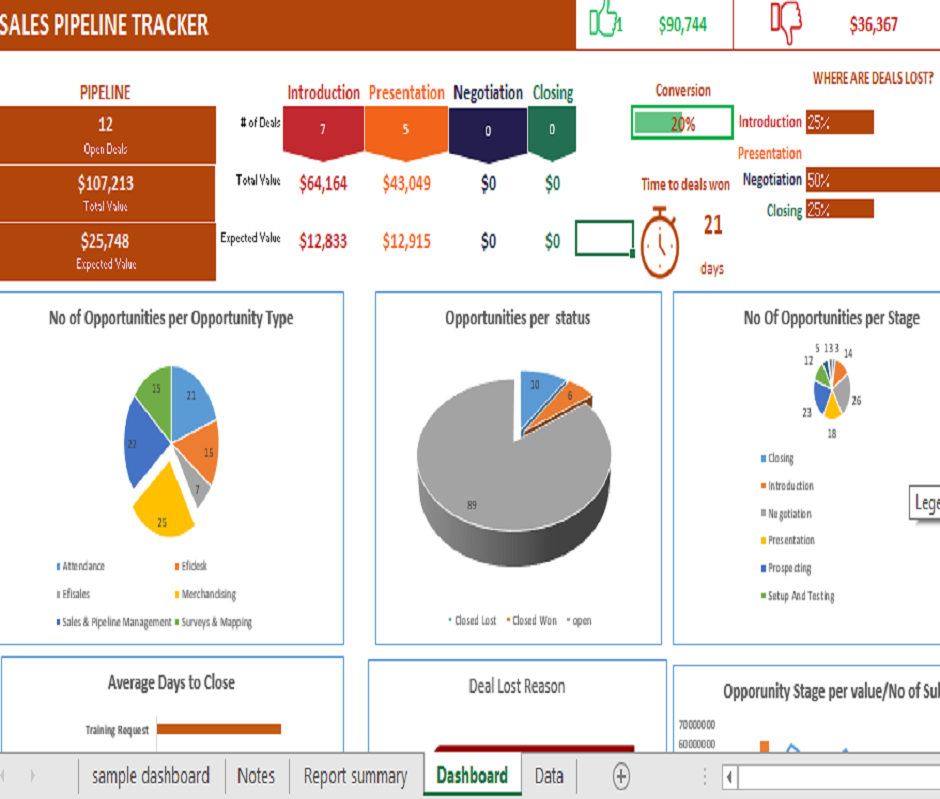 SALES PIPELINE TRACKER
1 $90,744 $36,367
WHERE ARE DEALS LOST?
PIPELINE
Introduction Presentation Negotiation Closing
Conversion
12
Open Deals
# of Deals 7 5 0 0
20%
Introduction 25%
Presentation
$107,213
Total Value
Total Value $64,164 $43,049 $0 $0
Time to deals won
Negotiation 50%
Closing 25%
$25,748
Expected Value
Expected Value $12,833 $12,915 $0 $0
21
days
No of Opportunities per Opportunity Type
21
15
7
25
22
15
Attendance Eficlesk
Efisales Merchandising
Sales & Pipeline Management Surveys & Mapping
Opportunities per status
10
6
89
Closed Lost Closed Won open
No Of Opportunities per Stage
5 1 3 3 14
12
26
23
18
Closing
Introduction
Negotiation
Presentation
Prospecting
Setup And Testing
Lege
Average Days to Close
Training Request
Deal Lost Reason
Opporunity Stage per value/No of Sul
70000000
60000000
sample dashboard Notes Report summary Dashboard Data